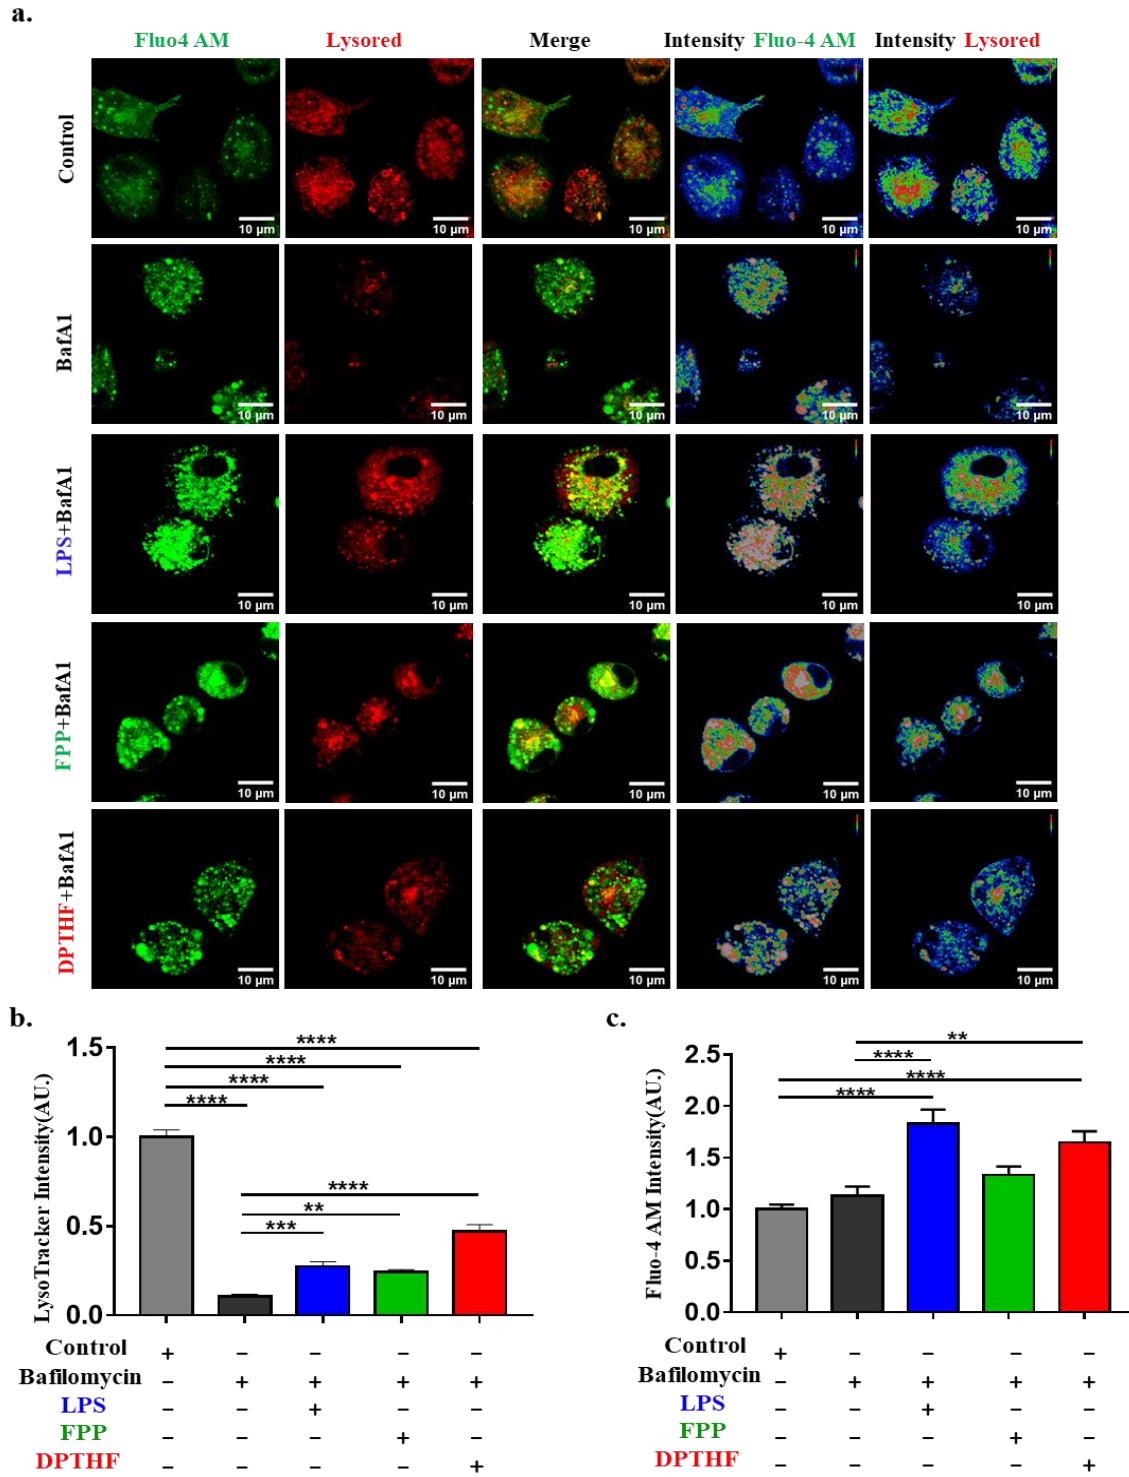 a.
Fluo4 AM Lysored Merge Intensity Fluo-4 AM Intensity Lysored
Control
10 µm 10 µm 10 µm 10 µm 10 µm
BafA1
10 µm 10 µm 10 µm 10 µm 10 µm
LPS+BafA1
10 µm 10 µm 10 µm 10 µm 10 µm
FPP+BafA1
10 µm 10 µm 10 µm 10 µm 10 µm
DPTHF+BafA1
10 µm 10 µm 10 µm 10 µm 10 µm
b.
LysoTracker Intensity(AU.)
1.5
1.0
0.5
0.0
****
****
****
****
****
**
***
Control + − − − −
Bafilomycin − + + + +
LPS − − + − −
FPP − − − + −
DPTHF − − − − +
c.
Fluo-4 AM Intensity(AU.)
2.5
2.0
1.5
1.0
0.5
0.0
**
****
****
****
Control + − − − −
Bafilomycin − + + + +
LPS − − + − −
FPP − − − + −
DPTHF − − − − +